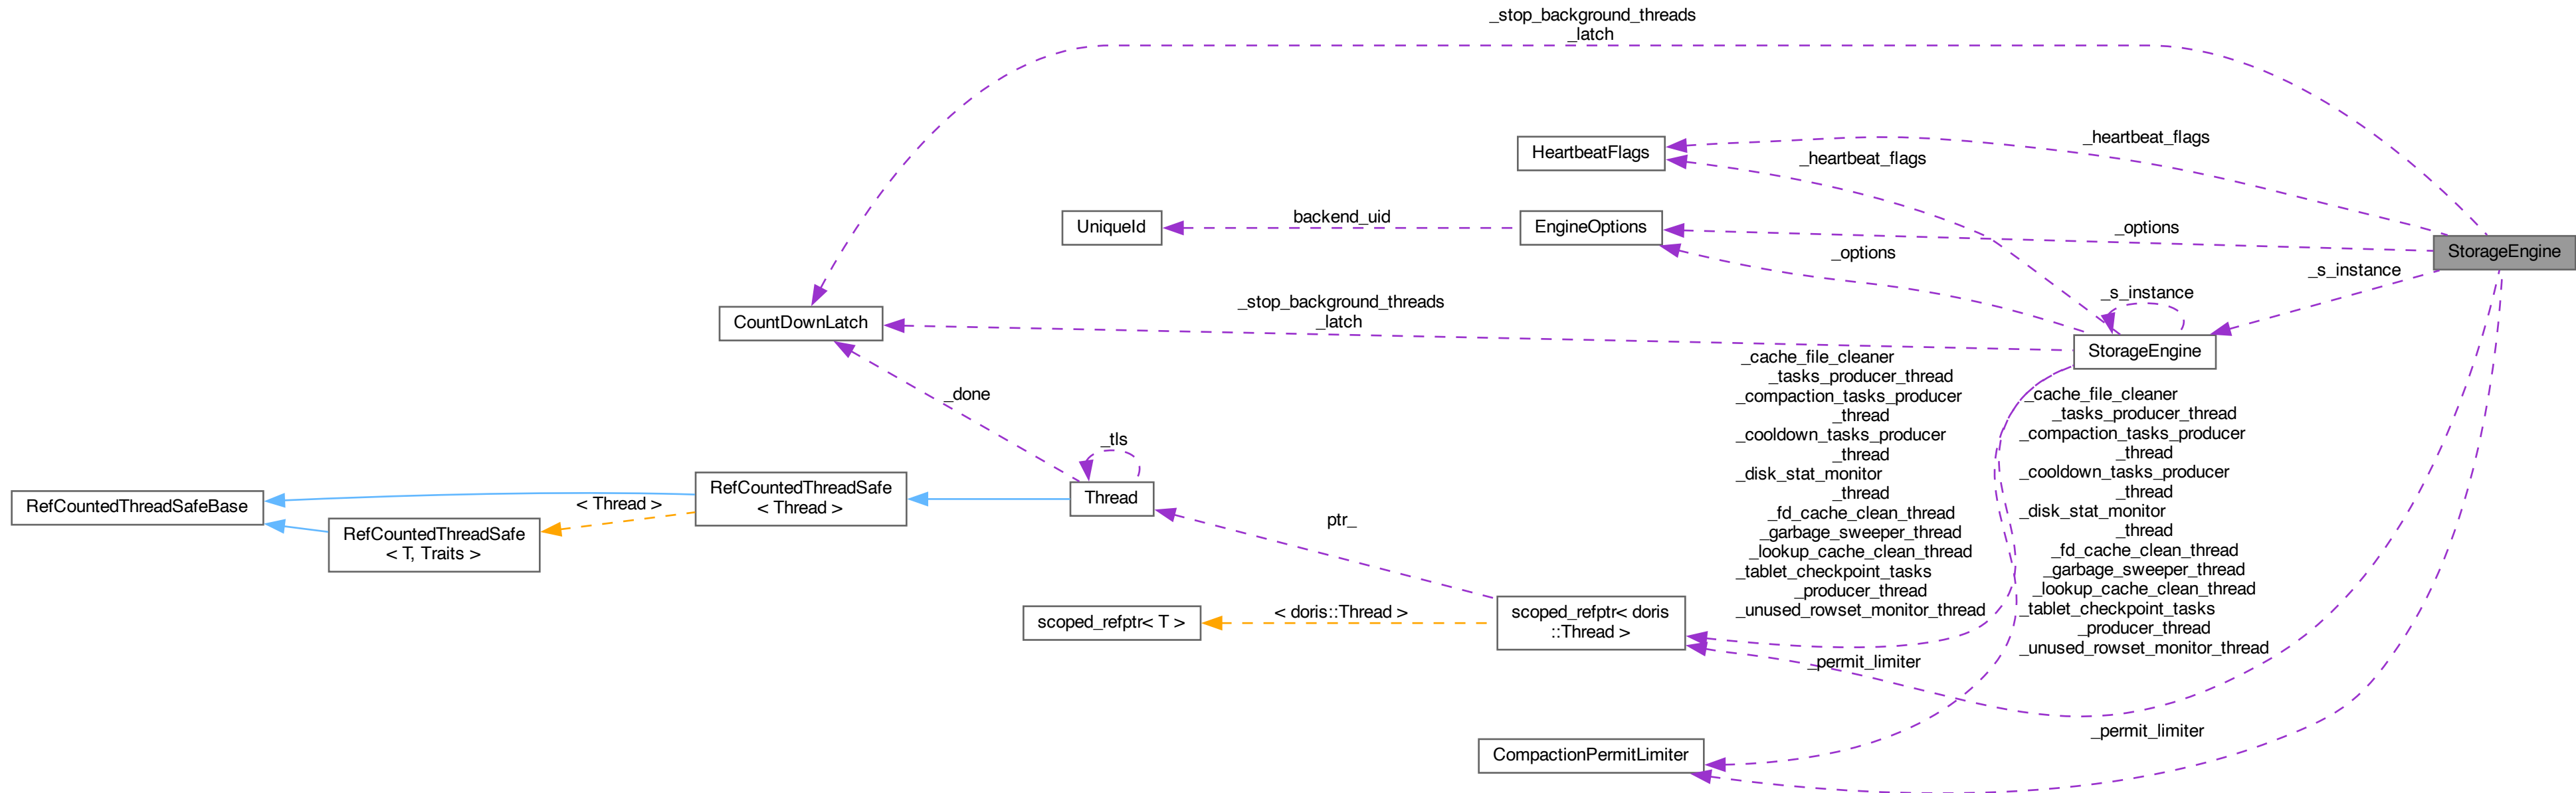 _stop_background_threads
_latch
_heartbeat_flags
HeartbeatFlags
_heartbeat_flags
backend_uid
UniqueId
EngineOptions
_options
StorageEngine
_options
_s_instance
_s_instance
_stop_background_threads
_latch
CountDownLatch
StorageEngine
_cache_file_cleaner
_tasks_producer_thread
_compaction_tasks_producer
_thread
_cooldown_tasks_producer
_thread
_disk_stat_monitor
_thread
_fd_cache_clean_thread
_garbage_sweeper_thread
_lookup_cache_clean_thread
_tablet_checkpoint_tasks
_producer_thread
_unused_rowset_monitor_thread
_cache_file_cleaner
_tasks_producer_thread
_compaction_tasks_producer
_thread
_cooldown_tasks_producer
_thread
_disk_stat_monitor
_thread
_fd_cache_clean_thread
_garbage_sweeper_thread
_lookup_cache_clean_thread
_tablet_checkpoint_tasks
_producer_thread
_unused_rowset_monitor_thread
_done
_tls
RefCountedThreadSafeBase
< Thread >
RefCountedThreadSafe
< Thread >
Thread
RefCountedThreadSafe
< T, Traits >
ptr_
scoped_refptr< T >
< doris::Thread >
scoped_refptr< doris
::Thread >
_permit_limiter
_permit_limiter
CompactionPermitLimiter